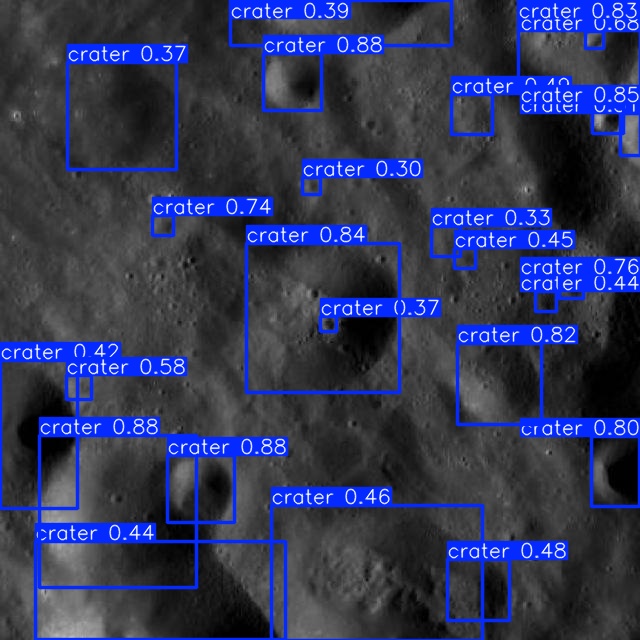 crater 0.39
crater 0.83
crater 0.68
crater 0.88
crater 0.37
crater 0.85
crater 0.30
crater 0.74
crater 0.33
crater 0.84
crater 0.45
crater 0.76
crater 0.44
crater 0.37
crater 0.82
crater 0.42
crater 0.58
crater 0.88
crater 0.80
crater 0.88
crater 0.46
crater 0.44
crater 0.48